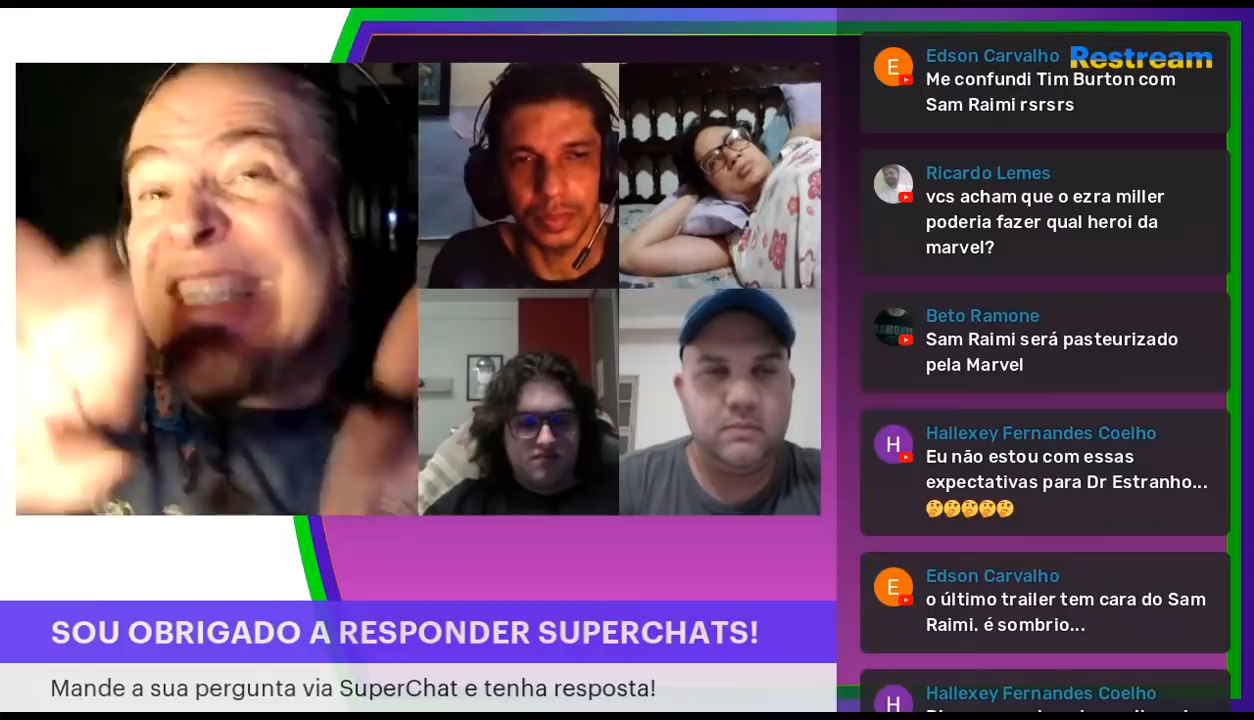 Restream
Edson Carvalho
Me confundi Tim Burton com
Sam Raimi rsrsrs
Ricardo Lemes
vcs acham que o ezra miller
poderia fazer qual heroi da
marvel?
Beto Ramone
Sam Raimi será pasteurizado
pela Marvel
Hallexey Fernandes Coelho
Eu não estou com essas
expectativas para Dr Estranho...
🤔🤔🤔🤔🤔
Edson Carvalho
o último trailer tem cara do Sam
Raimi. é sombrio...
Hallexey Fernandes Coelho
SOU OBRIGADO A RESPONDER SUPERCHATS!
Mande a sua pergunta via SuperChat e tenha resposta!
E
H
E
H